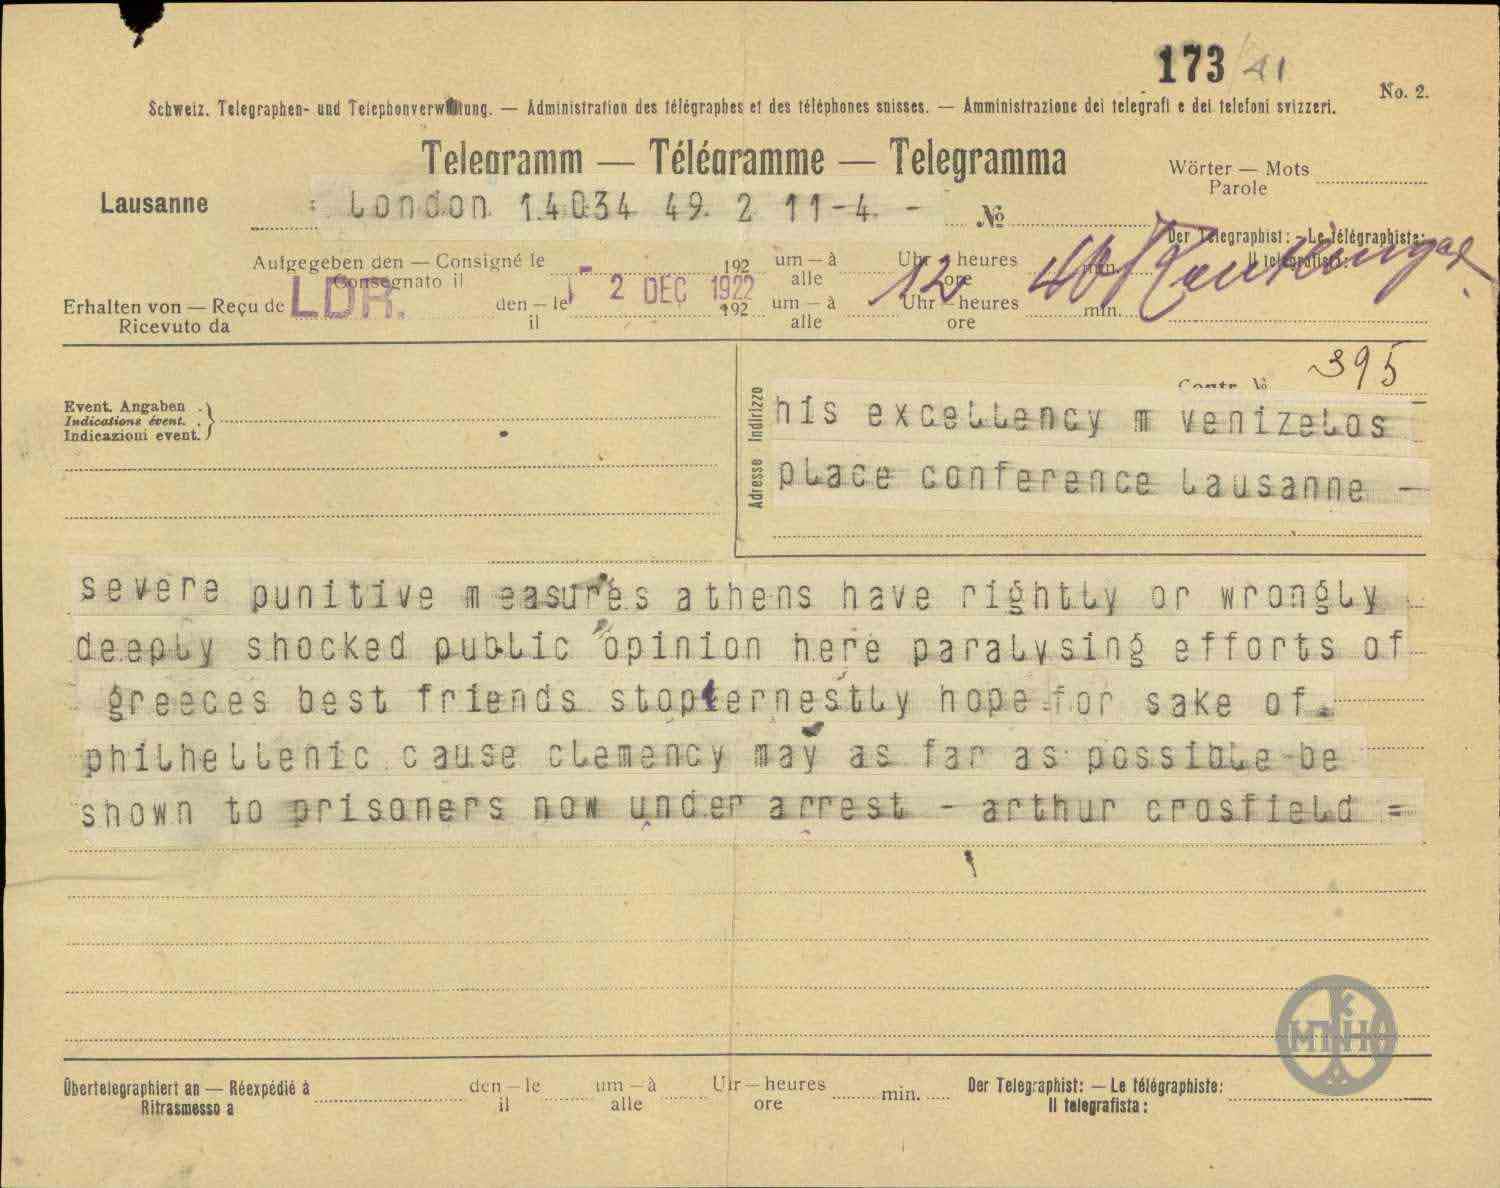 173
No. 2.
Schweiz. Telegraphen- und Telephonverwaltung. — Administration des télégraphes et des téléphones suisses. — Amministrazione dei telegrafi e dei telefoni svizzeri.
Telegramm — Télégramme — Telegramma
Wörter — Mots
Parole
Lausanne
: london 14034 49 2 11-4 -
№
Der Telegraphist: — Le télégraphiste:
Il telegrafista:
Aufgegeben den — Consigné le 192 um — à Uhr — heures min.
Consegnato il alle ore
12 40
Erhalten von — Reçu de LDR. den — le - 2 DEC 1922 192 um — à Uhr — heures min.
Ricevuto da il alle ore
Contr. №
395
Event. Angaben
Indications évent.
Indicazioni event.
Adresse Indirizzo
his excellency m venizelos
place conference lausanne -
severe punitive measures athens have rightly or wrongly
deeply shocked public opinion here paralysing efforts of
greeces best friends stop ernestly hope for sake of
philhellenic cause clemency may as far as possible be
shown to prisoners now under arrest - arthur crosfield =
ΜΠΗ
Übertelegraphiert an — Réexpédié à den — le um — à Uhr — heures min. Der Telegraphist: — Le télégraphiste:
Ritrasmesso a il alle ore Il telegrafista: